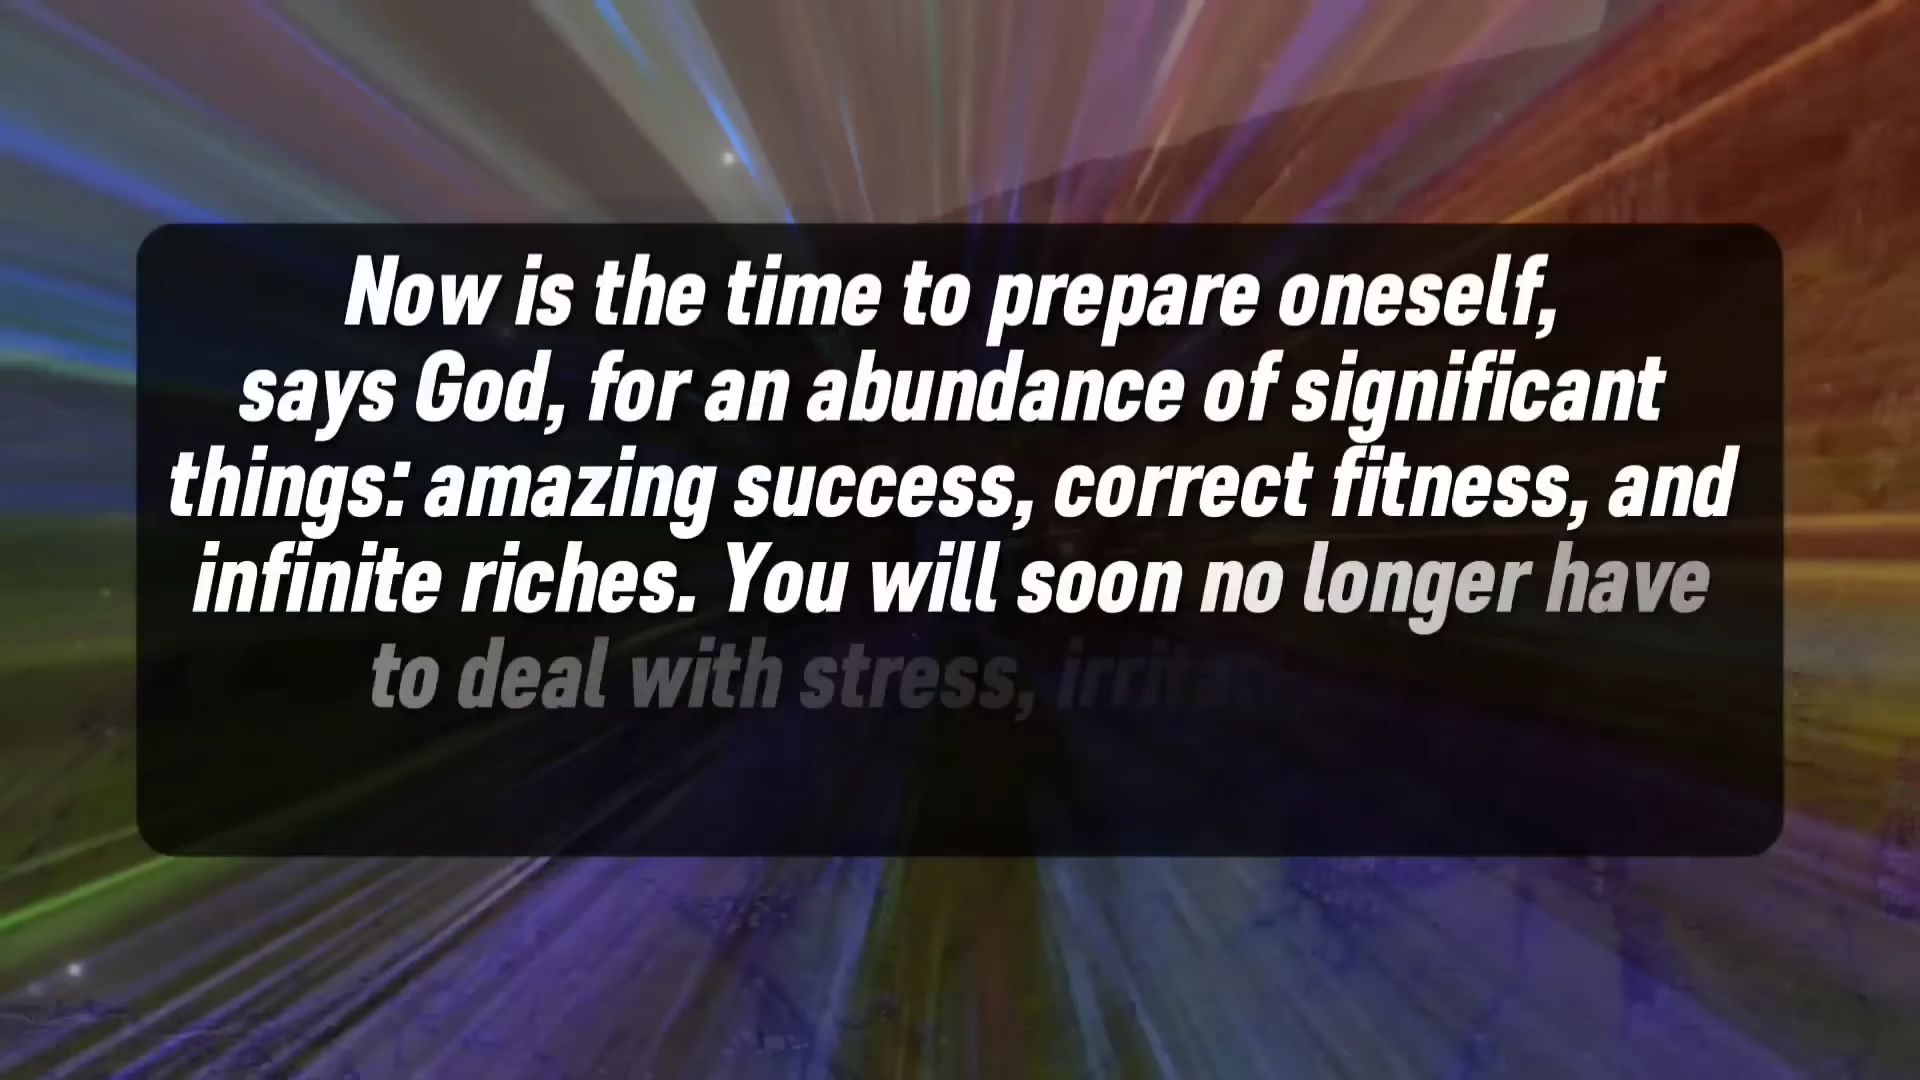 Now is the time to prepare oneself,
says God, for an abundance of significant
things: amazing success, correct fitness, and
infinite riches. You will soon no longer have
to deal with stress,